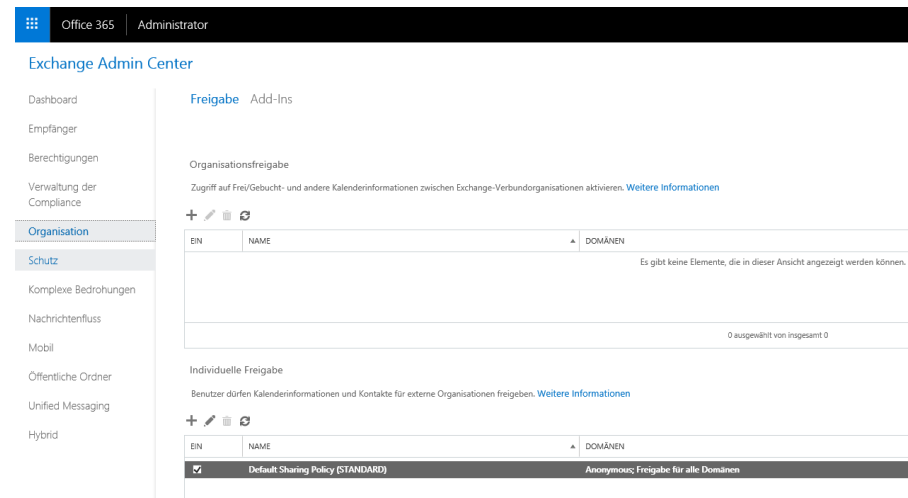 Office 365 Administrator
Exchange Admin Center
Dashboard
Empfänger
Berechtigungen
Verwaltung der
Compliance
Organisation
Schutz
Komplexe Bedrohungen
Nachrichtenfluss
Mobil
Öffentliche Ordner
Unified Messaging
Hybrid
Freigabe Add-Ins
Organisationsfreigabe
Zugriff auf Frei/Gebucht- und andere Kalenderinformationen zwischen Exchange-Verbundorganisationen aktivieren. Weitere Informationen
EIN NAME DOMÄNEN
Es gibt keine Elemente, die in dieser Ansicht angezeigt werden können.
0 ausgewählt von insgesamt 0
Individuelle Freigabe
Benutzer dürfen Kalenderinformationen und Kontakte für externe Organisationen freigeben. Weitere Informationen
EIN NAME DOMÄNEN
Default Sharing Policy (STANDARD) Anonymous; Freigabe für alle Domänen